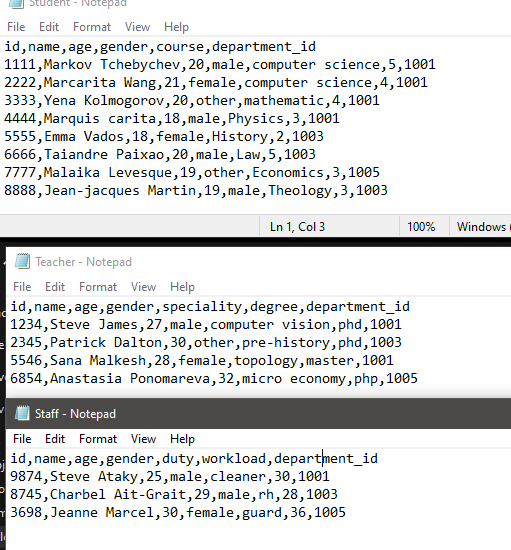 Student - Notepad
File Edit Format View Help
id,name,age,gender,course,department_id
1111,Markov Tchebychev,20,male,computer science,5,1001
2222,Marcarita Wang,21,female,computer science,4,1001
3333,Yena Kolmogorov,20,other,mathematic,4,1001
4444,Marquis carita,18,male,Physics,3,1001
5555,Emma Vados,18,female,History,2,1003
6666,Taiandre Paixao,20,male,Law,5,1003
7777,Malaika Levesque,19,other,Economics,3,1005
8888,Jean-jacques Martin,19,male,Theology,3,1003
Ln 1, Col 3 100% Windows (
Teacher - Notepad
File Edit Format View Help
id,name,age,gender,speciality,degree,department_id
1234,Steve James,27,male,computer vision,phd,1001
2345,Patrick Dalton,30,other,pre-history,phd,1003
5546,Sana Malkesh,28,female,topology,master,1001
6854,Anastasia Ponomareva,32,micro economy,php,1005
Staff - Notepad
File Edit Format View Help
id,name,age,gender,duty,workload,department_id
9874,Steve Ataky,25,male,cleaner,30,1001
8745,Charbel Ait-Grait,29,male,rh,28,1003
3698,Jeanne Marcel,30,female,guard,36,1005